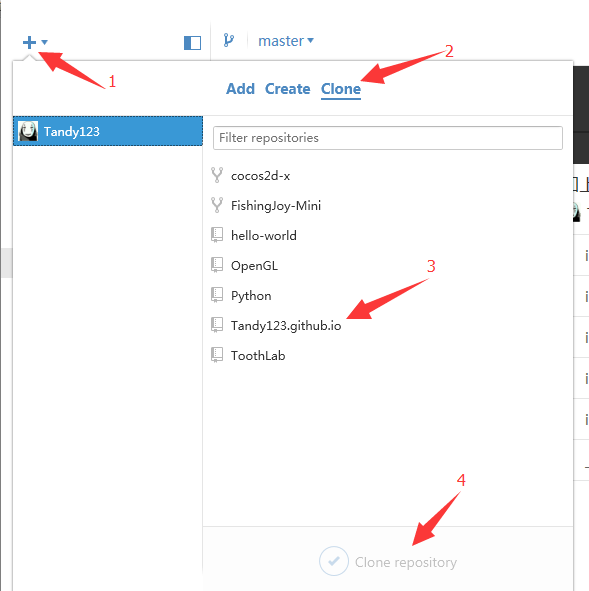 master
1
2
Add Create Clone
Tandy123
Filter repositories
cocos2d-x
FishingJoy-Mini
hello-world
OpenGL
3
Python
Tandy123.github.io
ToothLab
4
Clone repository